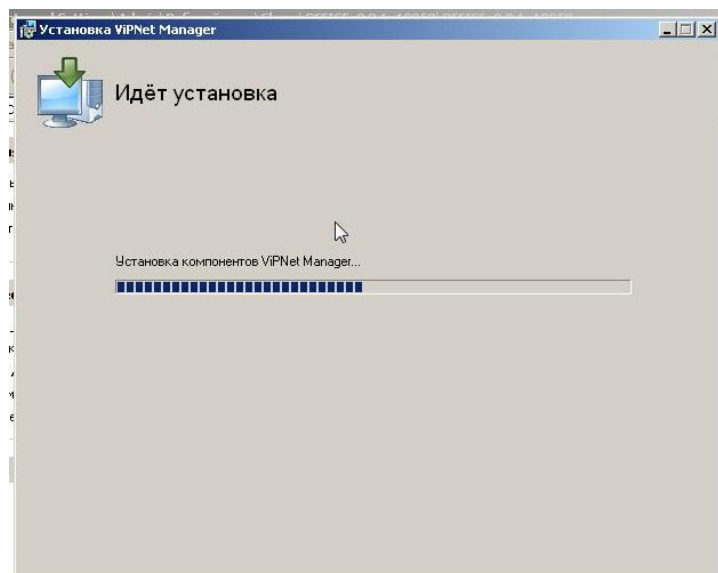 Установка ViPNet Manager
Идёт установка
Установка компонентов ViPNet Manager...